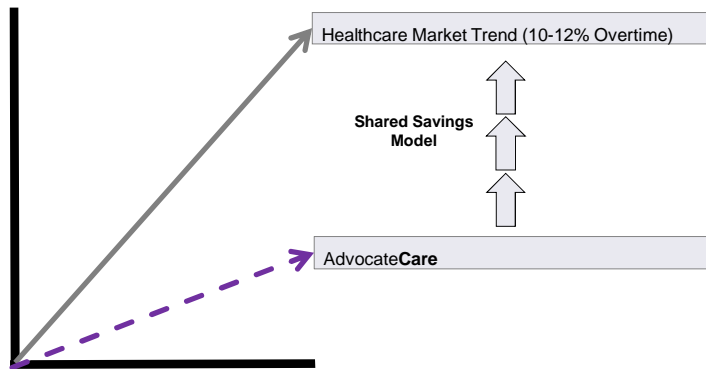 Healthcare Market Trend (10-12% Overtime)
Shared Savings
Model
AdvocateCare